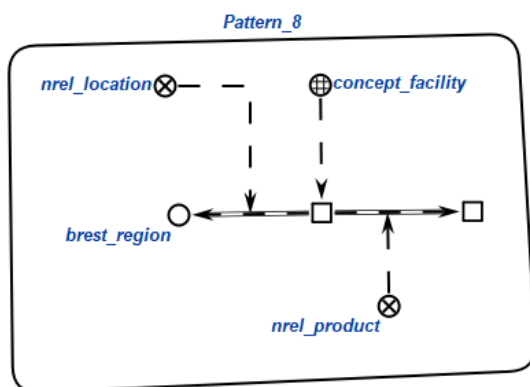 Pattern_8
nrel_location
concept_facility
brest_region
nrel_product